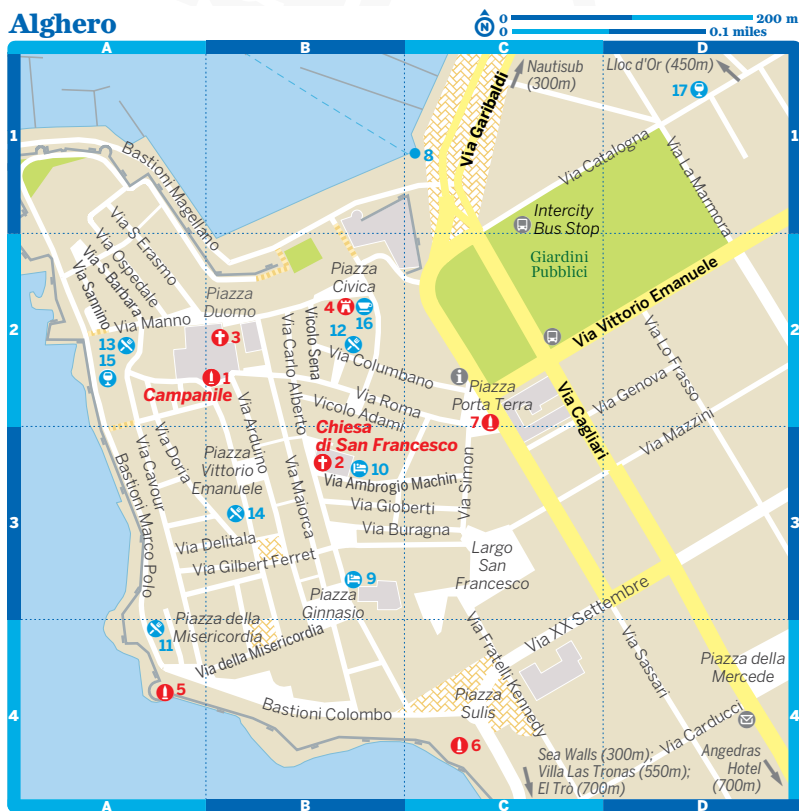 Alghero
N
0 200 m
0 0.1 miles
A B C D
Nautisub
(300m)
Lloc d'Or (450m)
17
Via Garibaldi
1
1
8
Via Catalogna
Via La Marmora
Bastioni Magellano
Intercity
Bus Stop
Giardini
Pubblici
Via S Erasmo
Via Ospedale
Via S Barbara
Via Sannino
Piazza
Civica
Piazza
Duomo
4
16
12
Via Manno
3
2
2
13
15
Via Vittorio Emanuele
Via Carlo Alberto
Vicolo Sena
Via Columbano
1
Campanile
Via Roma
Vicolo Adami
Piazza
Porta Terra
7
Via Lo Frasso
Via Genova
Via Mazzini
Via Cagliari
Chiesa
di San Francesco
2
10
Via Arduino
Piazza
Vittorio
Emanuele
Via Doria
Via Cavour
Bastioni Marco Polo
Via Ambrogio Machin
Via Simon
Via Maiorca
Via Gioberti
14
3
3
Via Buragna
Via Delitala
Via Gilbert Ferret
Largo
San
Francesco
9
Piazza
Ginnasio
Via XX Settembre
Piazza della
Misericordia
11
Via della Misericordia
Via Fratelli Kennedy
Via Sassari
Piazza della
Mercede
5
Bastioni Colombo
Piazza
Sulis
4
4
Via Carducci
6
Sea Walls (300m);
Villa Las Tronas (550m);
El Trò (700m)
Angedras
Hotel
(700m)
A B C D